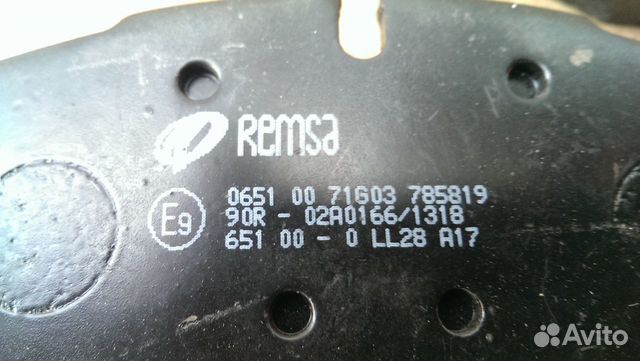 Remsa
0651 00 71G03 785819
E9
90R - 02A0166/1318
651 00 - 0 LL28 A17
Avito